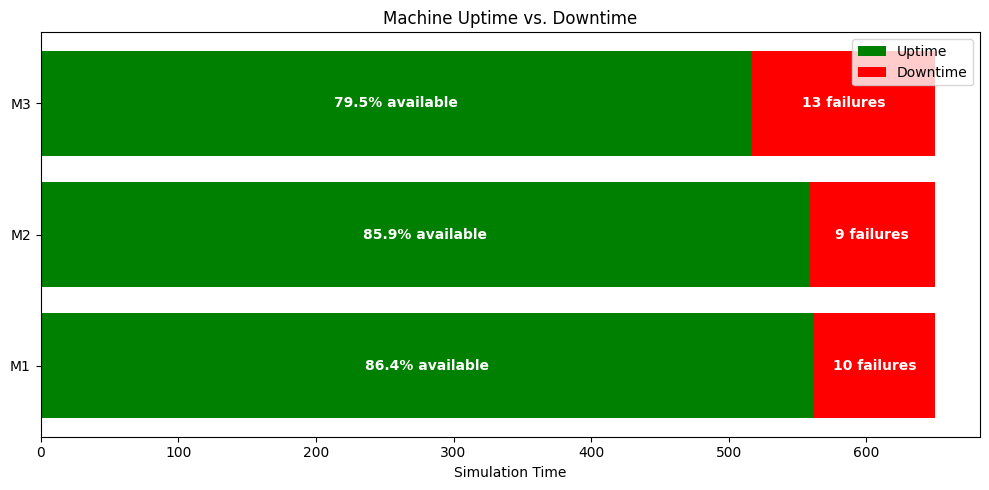 Machine Uptime vs. Downtime
Uptime
Downtime
M3
79.5% available
13 failures
M2
85.9% available
9 failures
M1
86.4% available
10 failures
0 100 200 300 400 500 600
Simulation Time